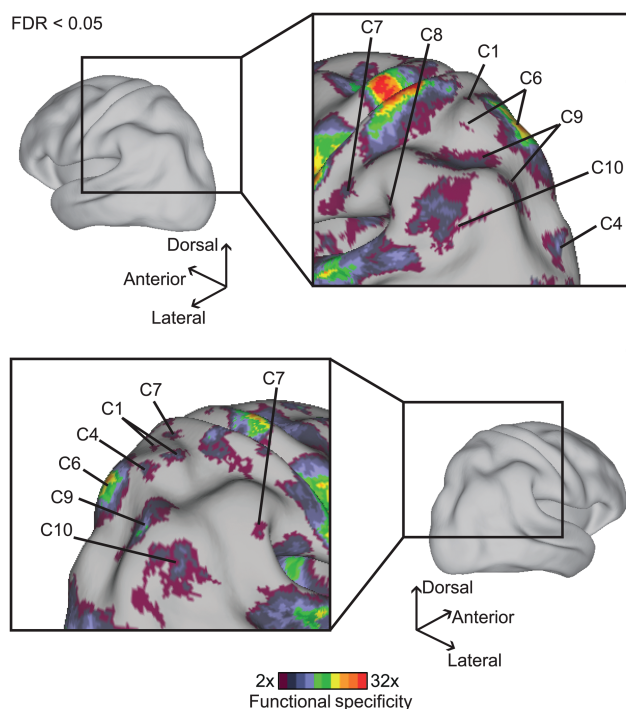 FDR < 0.05
C7
C8
C1
C6
C9
C10
C4
Dorsal
Anterior
Lateral
C7
C1
C4
C6
C9
C10
C7
Dorsal
Anterior
Lateral
2x 32x
Functional specificity